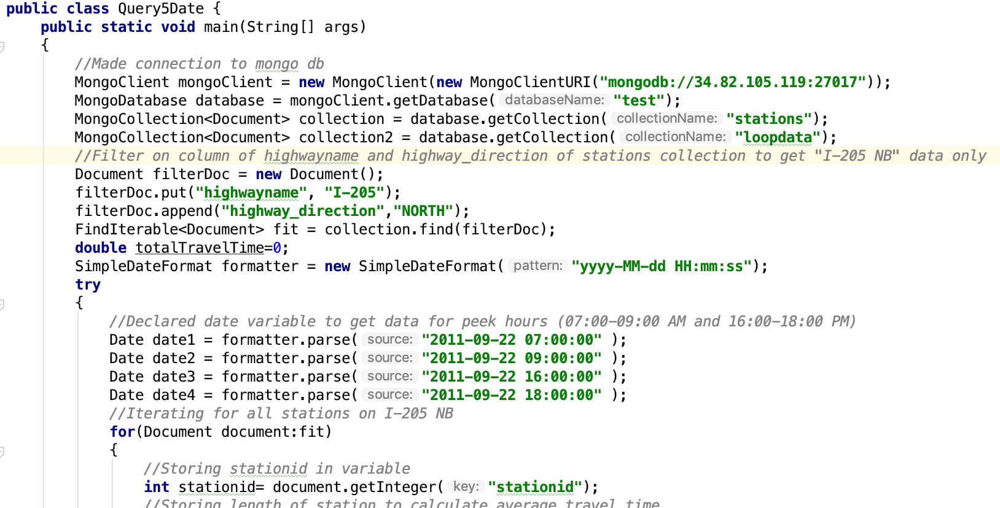 public class Query5Date {
    public static void main(String[] args)
    {
        //Made connection to mongo db
        MongoClient mongoClient = new MongoClient(new MongoClientURI("mongodb://34.82.105.119:27017"));
        MongoDatabase database = mongoClient.getDatabase( databaseName: "test");
        MongoCollection<Document> collection = database.getCollection( collectionName: "stations");
        MongoCollection<Document> collection2 = database.getCollection( collectionName: "loopdata");
        //Filter on column of highwayname and highway_direction of stations collection to get "I-205 NB" data only
        Document filterDoc = new Document();
        filterDoc.put("highwayname", "I-205");
        filterDoc.append("highway_direction","NORTH");
        FindIterable<Document> fit = collection.find(filterDoc);
        double totalTravelTime=0;
        SimpleDateFormat formatter = new SimpleDateFormat( pattern: "yyyy-MM-dd HH:mm:ss");
        try
        {
            //Declared date variable to get data for peek hours (07:00-09:00 AM and 16:00-18:00 PM)
            Date date1 = formatter.parse( source: "2011-09-22 07:00:00" );
            Date date2 = formatter.parse( source: "2011-09-22 09:00:00" );
            Date date3 = formatter.parse( source: "2011-09-22 16:00:00" );
            Date date4 = formatter.parse( source: "2011-09-22 18:00:00" );
            //Iterating for all stations on I-205 NB
            for(Document document:fit)
            {
                //Storing stationid in variable
                int stationid= document.getInteger( key: "stationid");
                //Storing length of station to calculate average travel time